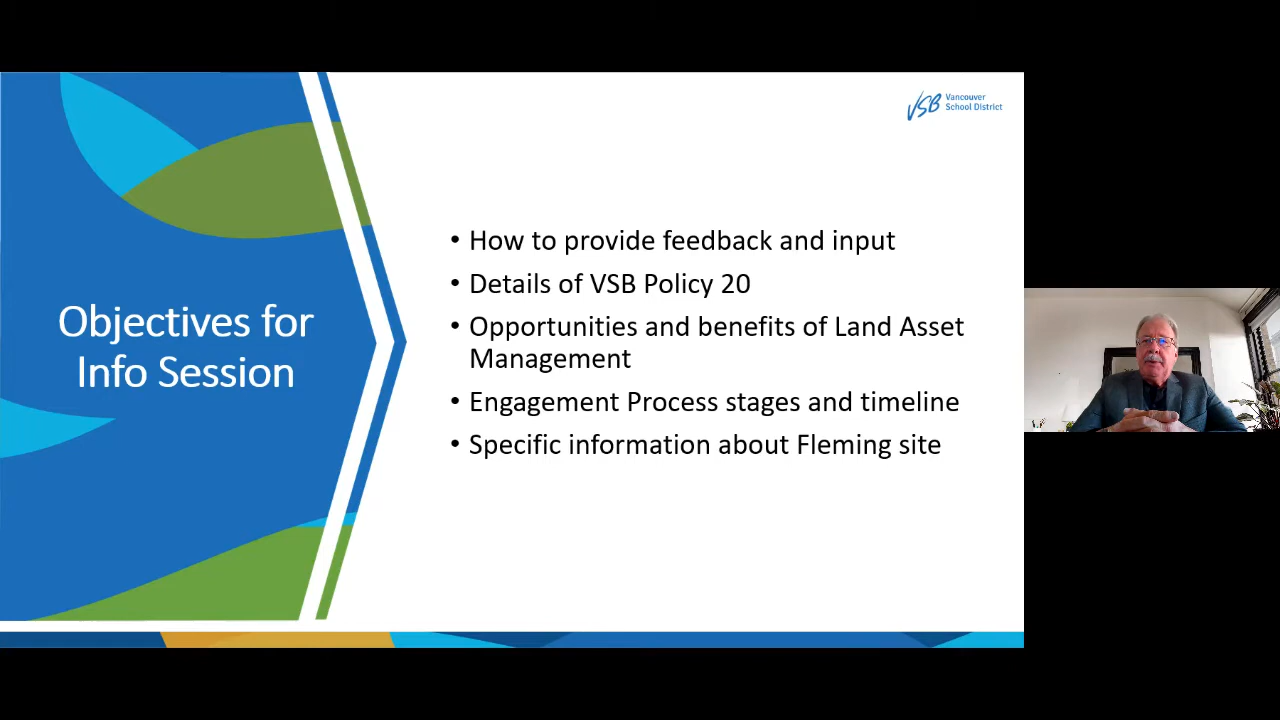 VSB Vancouver
School District
Objectives for
Info Session
• How to provide feedback and input
• Details of VSB Policy 20
• Opportunities and benefits of Land Asset
Management
• Engagement Process stages and timeline
• Specific information about Fleming site